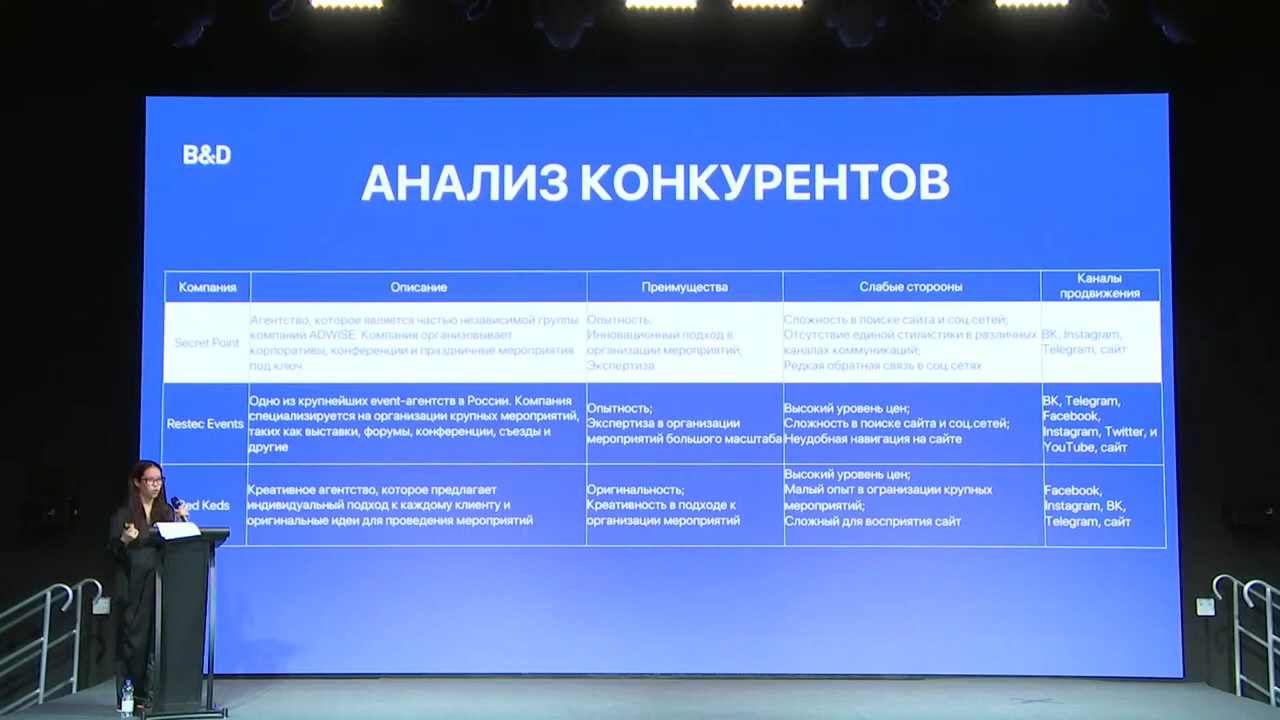 B&D
АНАЛИЗ КОНКУРЕНТОВ
Компания
Описание
Преимущества
Слабые сторооны
Каналы
продвижения
Secret Point
Агентство, которое является частью независимой группы
компаний ADWISE. Компания организовывает
корпоративы, конференции и праздничные мероприятия
под ключ
Опытность;
Инновационный подход в
организации мероприятий;
Экспертиза
Сложность в поиске сайта и соц.сетей;
Отсутствие единой стилистики в различных
каналах коммуникаций;
Редкая обратная связь в соц.сетях
ВК, Instagram,
Telegram, сайт
Restec Events
Одно из крупнейших event-агентств в России. Компания
специализируется на организации крупных мероприятий,
таких как выставки, форумы, конференции, съезды и
другие
Опытность;
Экспертиза в организации
мероприятий большого масштаба
Высокий уровень цен;
Сложность в поиске сайта и соц.сетей;
Неудобная навигация на сайте
ВК, Telegram,
Facebook,
Instagram, Twitter, и
YouTube, сайт
Keds
Креативное агентство, которое предлагает
индивидуальный подход к каждому клиенту и
оригинальные идеи для проведения мероприятий
Оригинальность;
Креативность в подходе к
организации мероприятий
Высокий уровень цен;
Малый опыт в огранизации крупных
мероприятий;
Сложный для восприятия сайт
Facebook,
Instagram, ВК,
Telegram, сайт